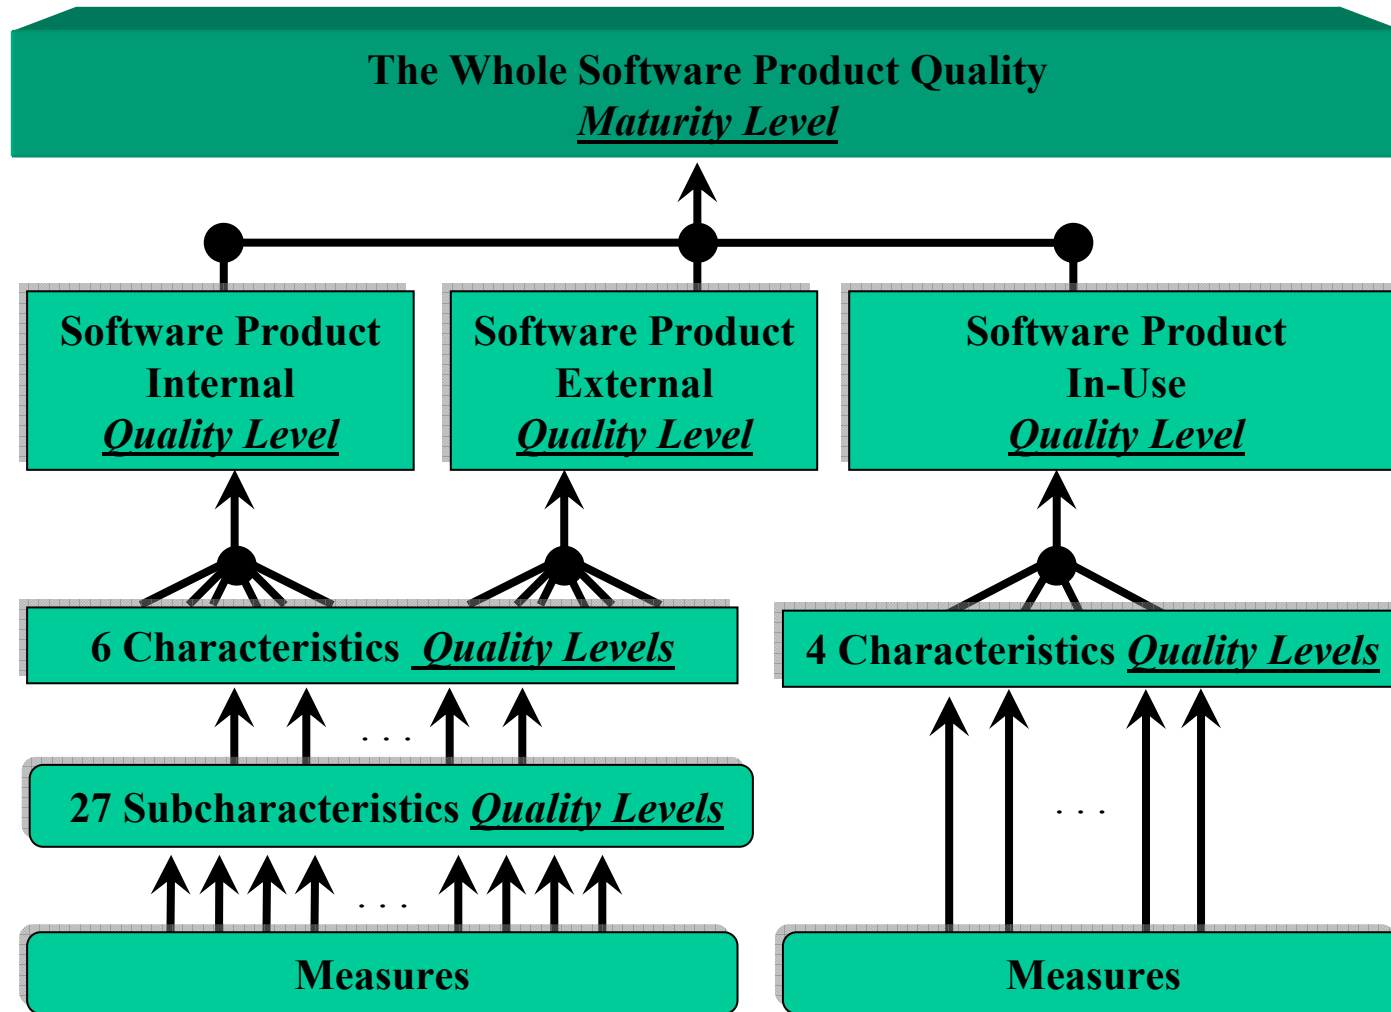 The Whole Software Product Quality
Maturity Level
Software Product
Internal
Quality Level
Software Product
External
Quality Level
Software Product
In-Use
Quality Level
6 Characteristics Quality Levels
4 Characteristics Quality Levels
. . .
27 Subcharacteristics Quality Levels
. . .
. . .
Measures
Measures